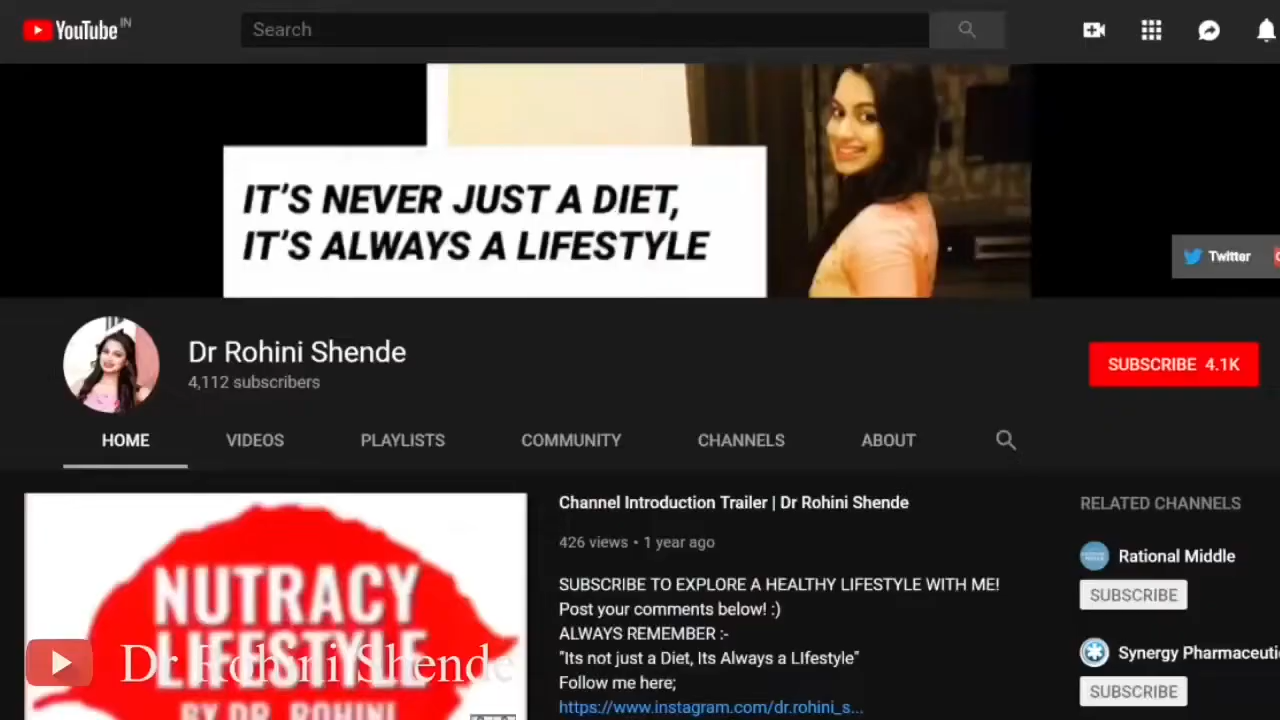 YouTube IN
Search
IT'S NEVER JUST A DIET,
IT'S ALWAYS A LIFESTYLE
Twitter
Dr Rohini Shende
4,112 subscribers
SUBSCRIBE 4.1K
HOME VIDEOS PLAYLISTS COMMUNITY CHANNELS ABOUT
NUTRACY
LIFESTYLE
BY DR. ROHINI
Dr Rohini Shende
Channel Introduction Trailer | Dr Rohini Shende
426 views • 1 year ago
SUBSCRIBE TO EXPLORE A HEALTHY LIFESTYLE WITH ME!
Post your comments below! :)
ALWAYS REMEMBER :-
"Its not just a Diet, Its Always a LIfestyle"
Follow me here;
https://www.instagram.com/dr.rohini_s...
RELATED CHANNELS
Rational Middle
SUBSCRIBE
Synergy Pharmaceuti
SUBSCRIBE